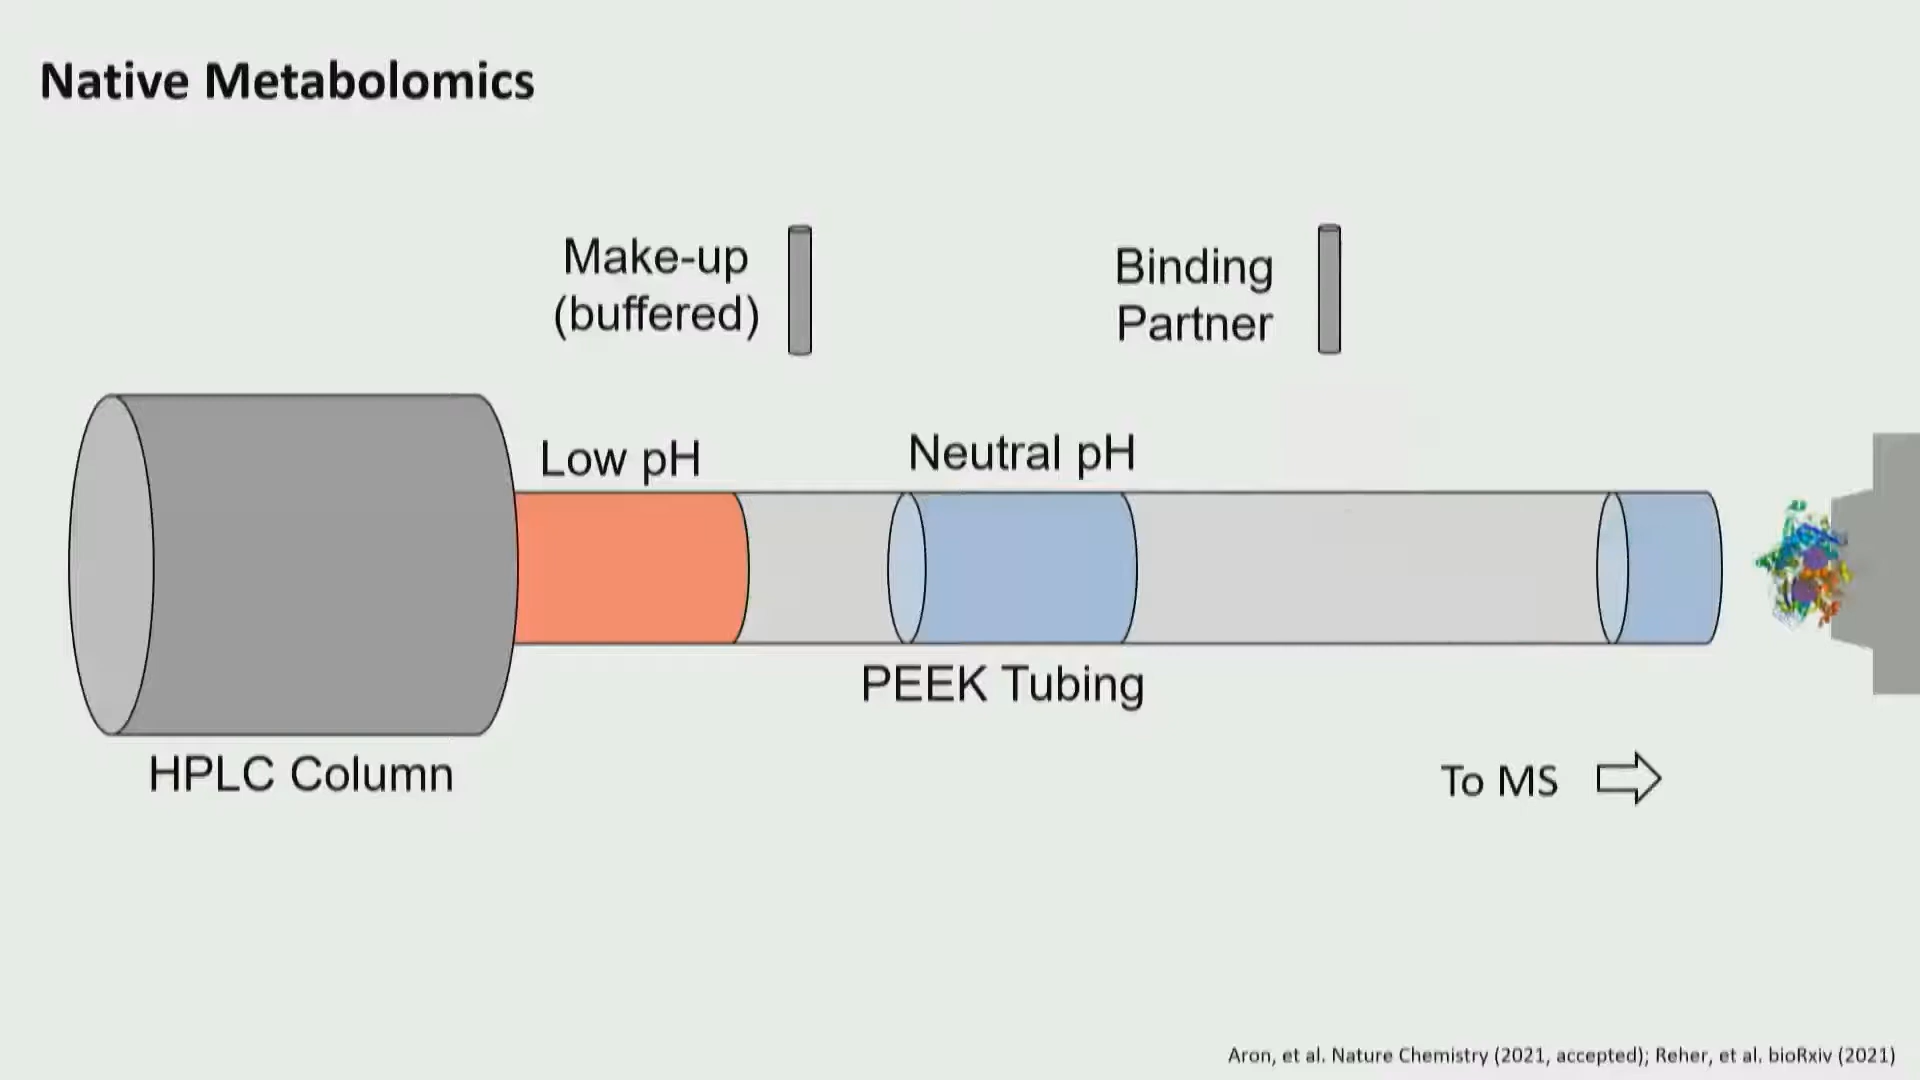 Native Metabolomics
Make-up
(buffered)
Binding
Partner
Low pH
Neutral pH
PEEK Tubing
HPLC Column
To MS
Aron, et al. Nature Chemistry (2021, accepted); Reher, et al. bioRxiv (2021)